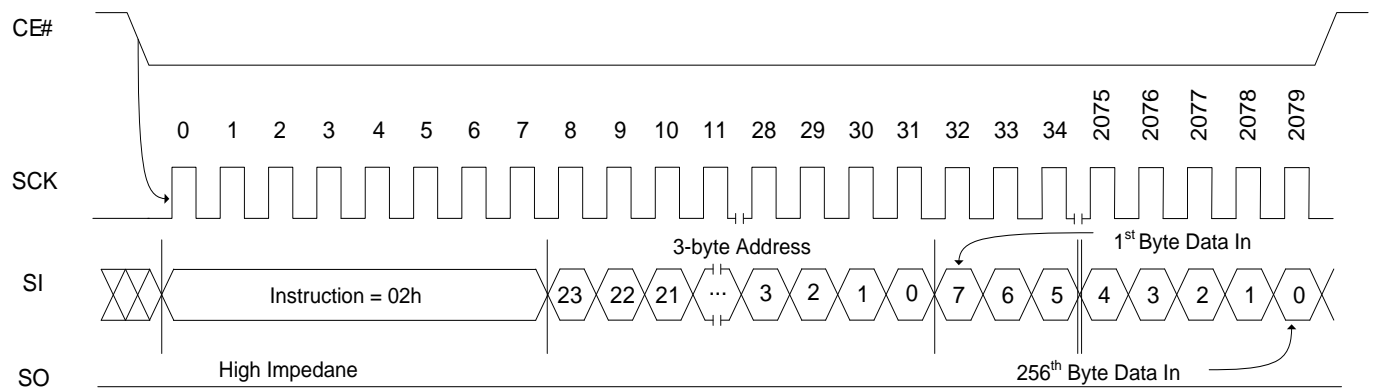 CE#
2075 2076 2077 2078 2079
0 1 2 3 4 5 6 7 8 9 10 11 28 29 30 31 32 33 34
SCK
3-byte Address
1st Byte Data In
SI
Instruction = 02h
23 22 21 ... 3 2 1 0 7 6 5 4 3 2 1 0
High Impedane
256th Byte Data In
SO